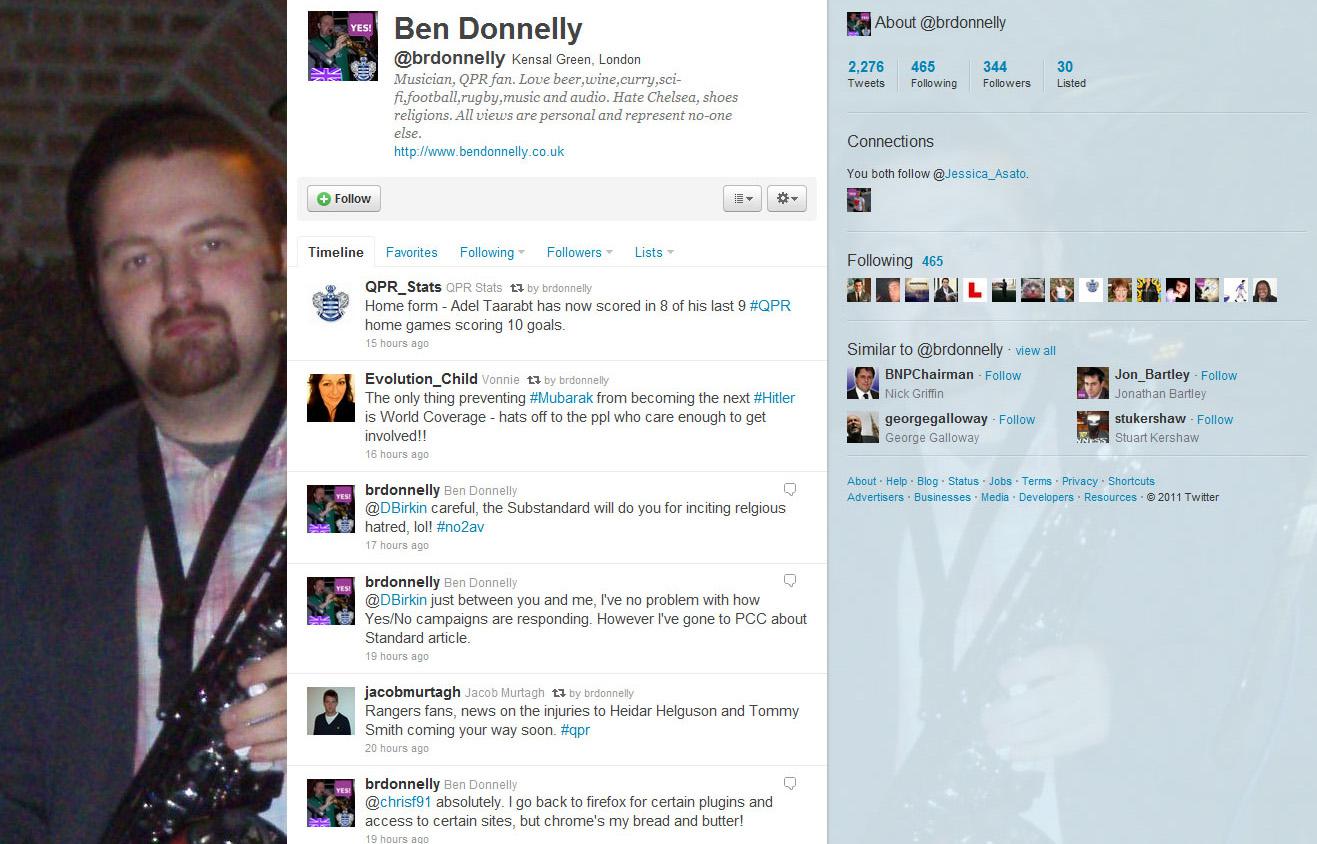 YES!
Ben Donnelly
@brdonnelly Kensal Green, London
Musician, QPR fan. Love beer,wine,curry,sci-
fi,football,rugby,music and audio. Hate Chelsea, shoes
religions. All views are personal and represent no-one
else.
http://www.bendonnelly.co.uk
Follow
Timeline Favorites Following Followers Lists
QPR_Stats QPR Stats by brdonnelly
Home form - Adel Taarabt has now scored in 8 of his last 9 #QPR
home games scoring 10 goals.
15 hours ago
Evolution_Child Vonnie by brdonnelly
The only thing preventing #Mubarak from becoming the next #Hitler
is World Coverage - hats off to the ppl who care enough to get
involved!!
16 hours ago
YES!
brdonnelly Ben Donnelly
@DBirkin careful, the Substandard will do you for inciting relgious
hatred, lol! #no2av
17 hours ago
YES!
brdonnelly Ben Donnelly
@DBirkin just between you and me, I've no problem with how
Yes/No campaigns are responding. However I've gone to PCC about
Standard article.
19 hours ago
jacobmurtagh Jacob Murtagh by brdonnelly
Rangers fans, news on the injuries to Heidar Helguson and Tommy
Smith coming your way soon. #qpr
20 hours ago
YES!
brdonnelly Ben Donnelly
@chrisf91 absolutely. I go back to firefox for certain plugins and
access to certain sites, but chrome's my bread and butter!
19 hours ago
About @brdonnelly
2,276 465 344 30
Tweets Following Followers Listed
Connections
You both follow @Jessica_Asato.
Following 465
L
Similar to @brdonnelly · view all
BNPChairman · Follow
Nick Griffin
Jon_Bartley · Follow
Jonathan Bartley
georgegalloway · Follow
George Galloway
stukershaw · Follow
Stuart Kershaw
About · Help · Blog · Status · Jobs · Terms · Privacy · Shortcuts
Advertisers · Businesses · Media · Developers · Resources · © 2011 Twitter